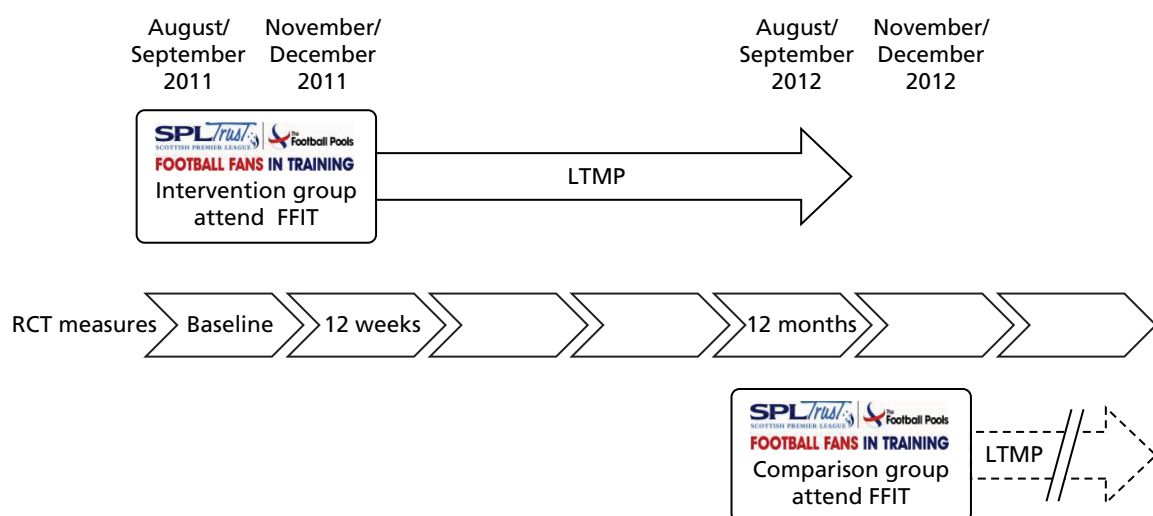 August/
September
2011
November/
December
2011
August/
September
2012
November/
December
2012
SPL Trust
SCOTTISH PREMIER LEAGUE
The
Football Pools
FOOTBALL FANS IN TRAINING
Intervention group
attend FFIT
LTMP
RCT measures
Baseline
12 weeks
12 months
SPL Trust
SCOTTISH PREMIER LEAGUE
The
Football Pools
FOOTBALL FANS IN TRAINING
Comparison group
attend FFIT
LTMP